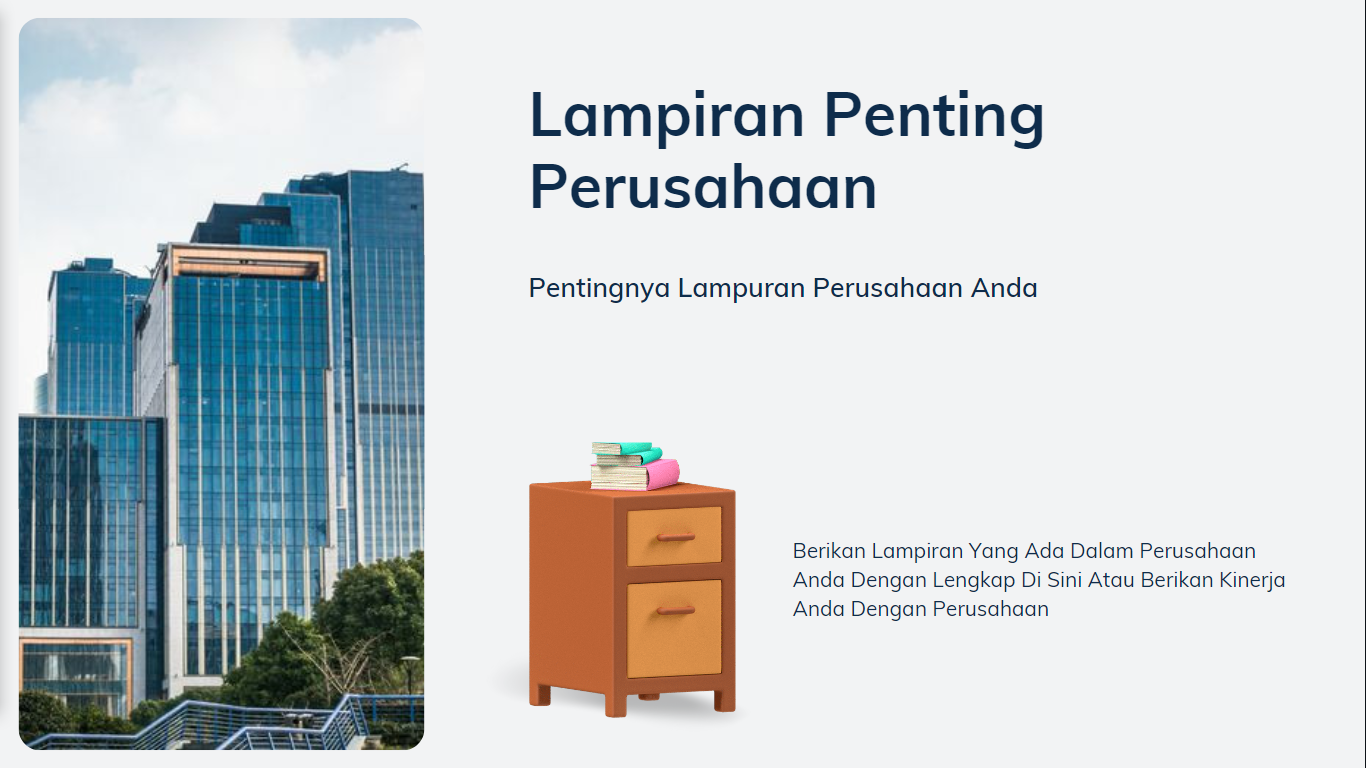 Lampiran Penting
Perusahaan
Pentingnya Lampuran Perusahaan Anda
Berikan Lampiran Yang Ada Dalam Perusahaan
Anda Dengan Lengkap Di Sini Atau Berikan Kinerja
Anda Dengan Perusahaan